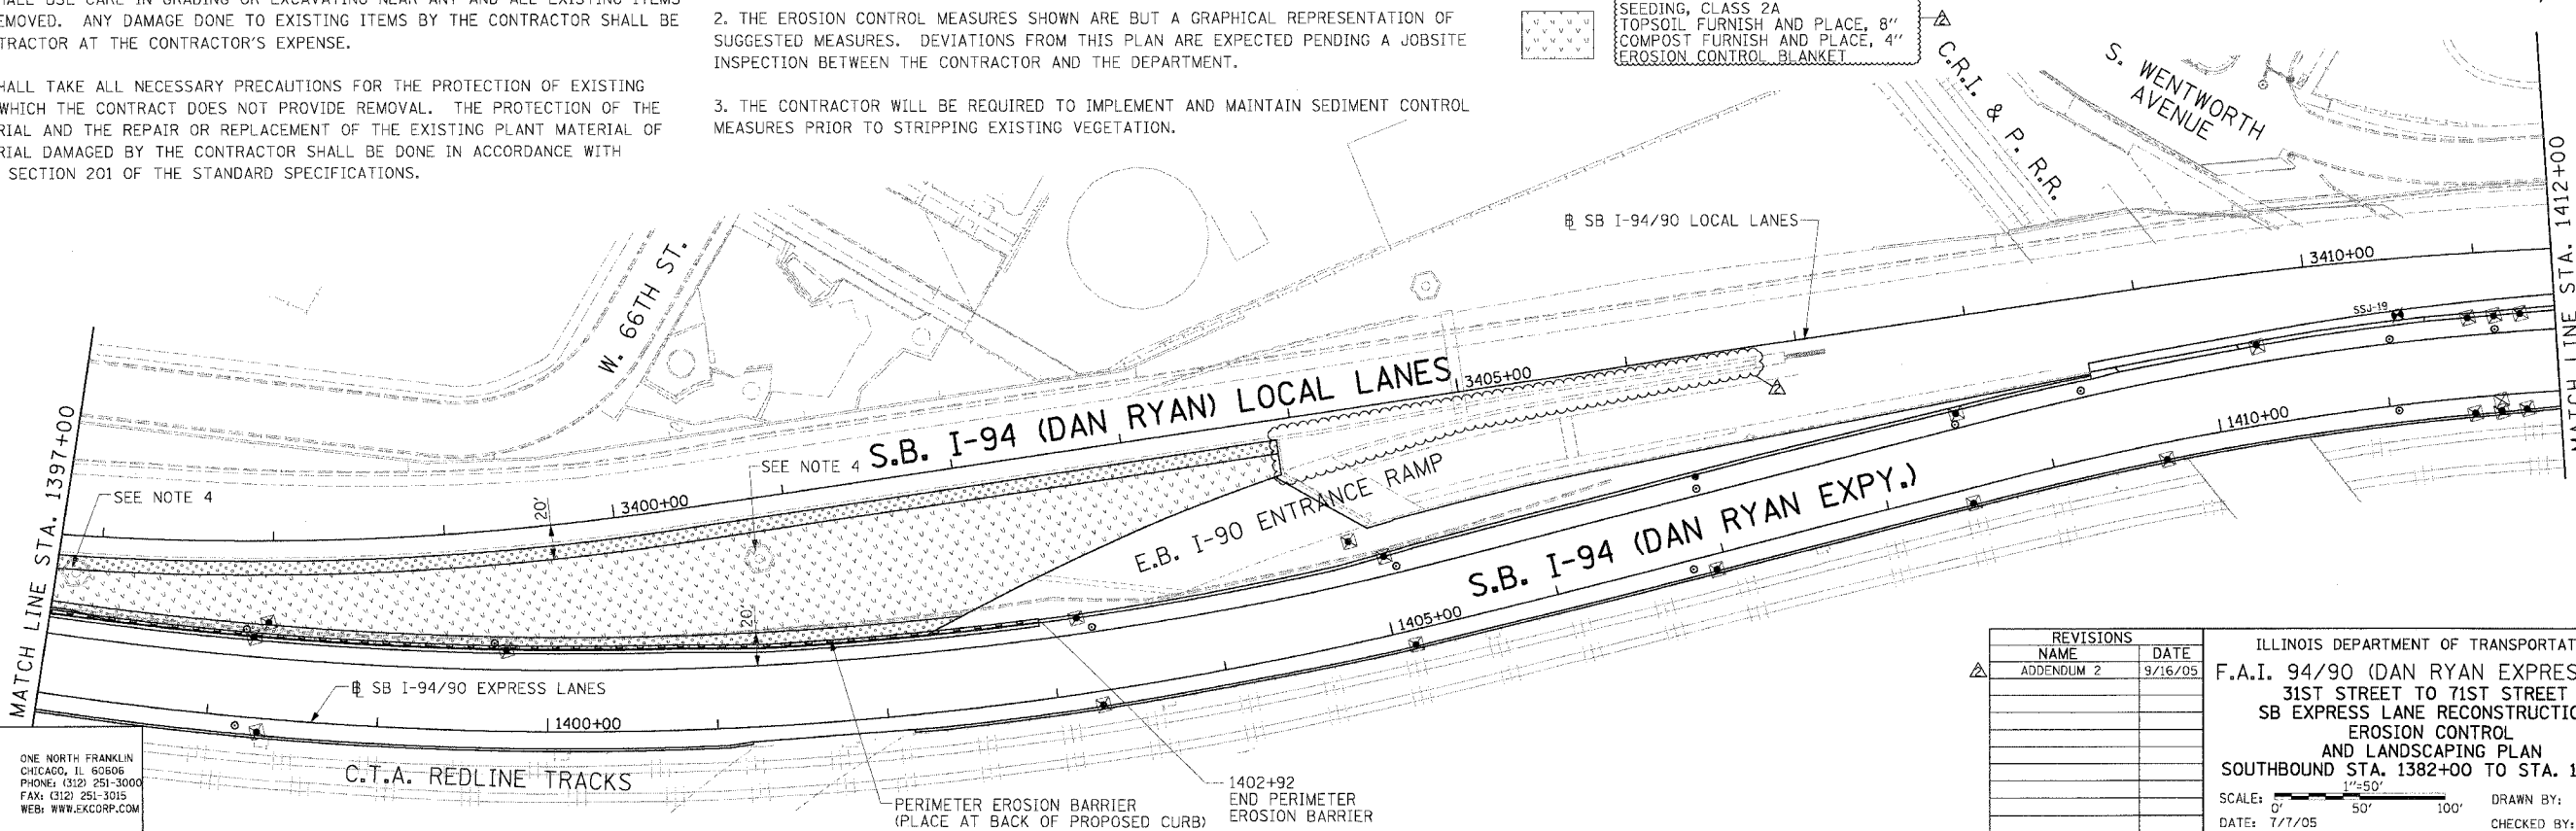 HALL USE CARE IN GRADING OR EXCAVATING NEAR ANY AND ALL EXISTING ITEMS
EMOVED. ANY DAMAGE DONE TO EXISTING ITEMS BY THE CONTRACTOR SHALL BE
TRACTOR AT THE CONTRACTOR'S EXPENSE.
HALL TAKE ALL NECESSARY PRECAUTIONS FOR THE PROTECTION OF EXISTING
WHICH THE CONTRACT DOES NOT PROVIDE REMOVAL. THE PROTECTION OF THE
RIAL AND THE REPAIR OR REPLACEMENT OF THE EXISTING PLANT MATERIAL OF
RIAL DAMAGED BY THE CONTRACTOR SHALL BE DONE IN ACCORDANCE WITH
SECTION 201 OF THE STANDARD SPECIFICATIONS.
2. THE EROSION CONTROL MEASURES SHOWN ARE BUT A GRAPHICAL REPRESENTATION OF
SUGGESTED MEASURES. DEVIATIONS FROM THIS PLAN ARE EXPECTED PENDING A JOBSITE
INSPECTION BETWEEN THE CONTRACTOR AND THE DEPARTMENT.
3. THE CONTRACTOR WILL BE REQUIRED TO IMPLEMENT AND MAINTAIN SEDIMENT CONTROL
MEASURES PRIOR TO STRIPPING EXISTING VEGETATION.
SEEDING, CLASS 2A
TOPSOIL FURNISH AND PLACE, 8"
COMPOST FURNISH AND PLACE, 4"
EROSION CONTROL BLANKET
2
C.R.I. & P. R.R.
S. WENTWORTH
AVENUE
MATCH LINE STA. 1412+00
W. 66TH ST.
SB I-94/90 LOCAL LANES
3410+00
SSJ-19
3405+00
2
S.B. I-94 (DAN RYAN) LOCAL LANES
SEE NOTE 4
3400+00
20'
SEE NOTE 4
MATCH LINE STA. 1397+00
E.B. I-90 ENTRANCE RAMP
S.B. I-94 (DAN RYAN EXPY.)
1410+00
1405+00
20'
SB I-94/90 EXPRESS LANES
1400+00
C.T.A. REDLINE TRACKS
PERIMETER EROSION BARRIER
(PLACE AT BACK OF PROPOSED CURB)
1402+92
END PERIMETER
EROSION BARRIER
ONE NORTH FRANKLIN
CHICAGO, IL 60606
PHONE: (312) 251-3000
FAX: (312) 251-3015
WEB: WWW.EKCORP.COM
REVISIONS
NAME DATE
2 ADDENDUM 2 9/16/05
ILLINOIS DEPARTMENT OF TRANSPORTAT
F.A.I. 94/90 (DAN RYAN EXPRES
31ST STREET TO 71ST STREET
SB EXPRESS LANE RECONSTRUCTIO
EROSION CONTROL
AND LANDSCAPING PLAN
SOUTHBOUND STA. 1382+00 TO STA. 1
1"=50'
SCALE: 0' 50' 100'
DRAWN BY:
DATE: 7/7/05
CHECKED BY: